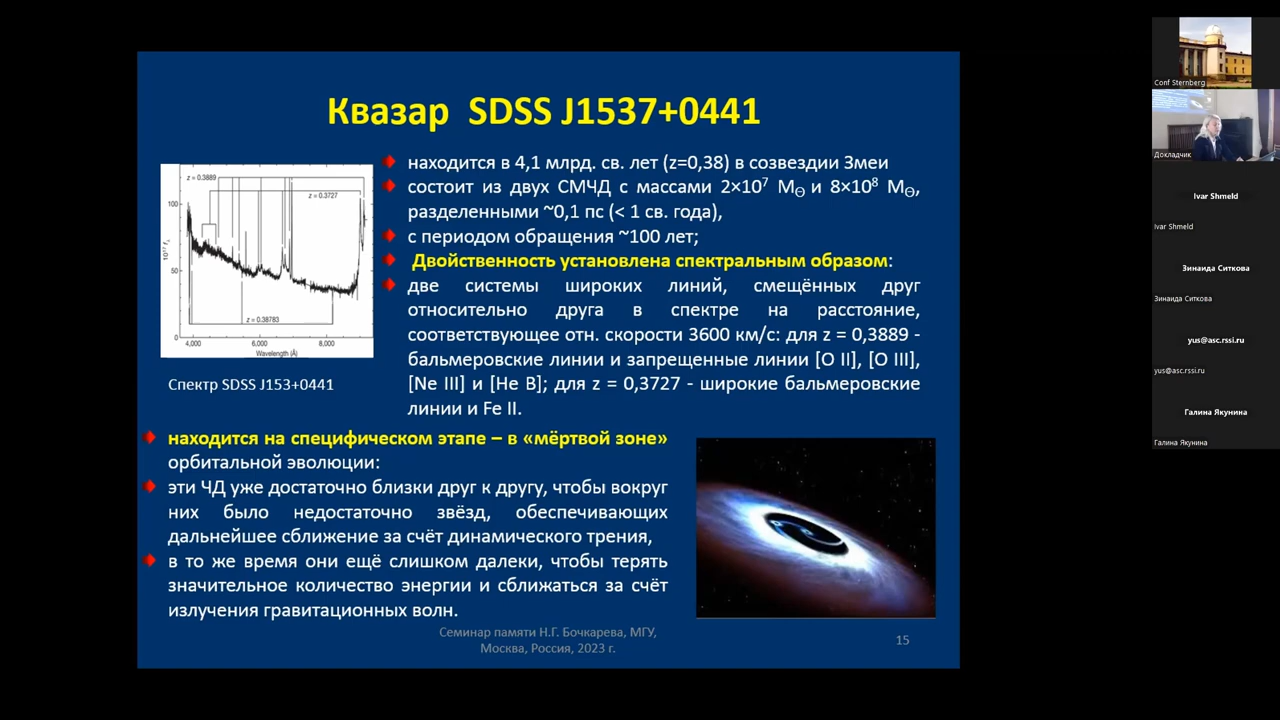 Квазар SDSS J1537+0441
находится в 4,1 млрд. св. лет (z=0,38) в созвездии Змеи
состоит из двух СМЧД с массами 2×10⁷ M_Θ и 8×10⁸ M_Θ,
разделенными ~0,1 пс (< 1 св. года),
с периодом обращения ~100 лет;
Двойственность установлена спектральным образом:
две системы широких линий, смещённых друг
относительно друга в спектре на расстояние,
соответствующее отн. скорости 3600 км/с: для z = 0,3889 -
бальмеровские линии и запрещенные линии [O II], [O III],
[Ne III] и [He B]; для z = 0,3727 - широкие бальмеровские
линии и Fe II.
z = 0.3889
z = 0.3727
100
50
0
z = 0.38783
4,000
6,000
8,000
Wavelength (Å)
Спектр SDSS J153+0441
находится на специфическом этапе – в «мёртвой зоне»
орбитальной эволюции:
эти ЧД уже достаточно близки друг к другу, чтобы вокруг
них было недостаточно звёзд, обеспечивающих
дальнейшее сближение за счёт динамического трения,
в то же время они ещё слишком далеки, чтобы терять
значительное количество энергии и сближаться за счёт
излучения гравитационных волн.
Семинар памяти Н.Г. Бочкарева, МГУ,
Москва, Россия, 2023 г.
15
Conf Sternberg
Докладчик
Ivar Shmeld
Ivar Shmeld
Зинаида Ситкова
Зинаида Ситкова
yus@asc.rssi.ru
yus@asc.rssi.ru
Галина Якунина
Галина Якунина